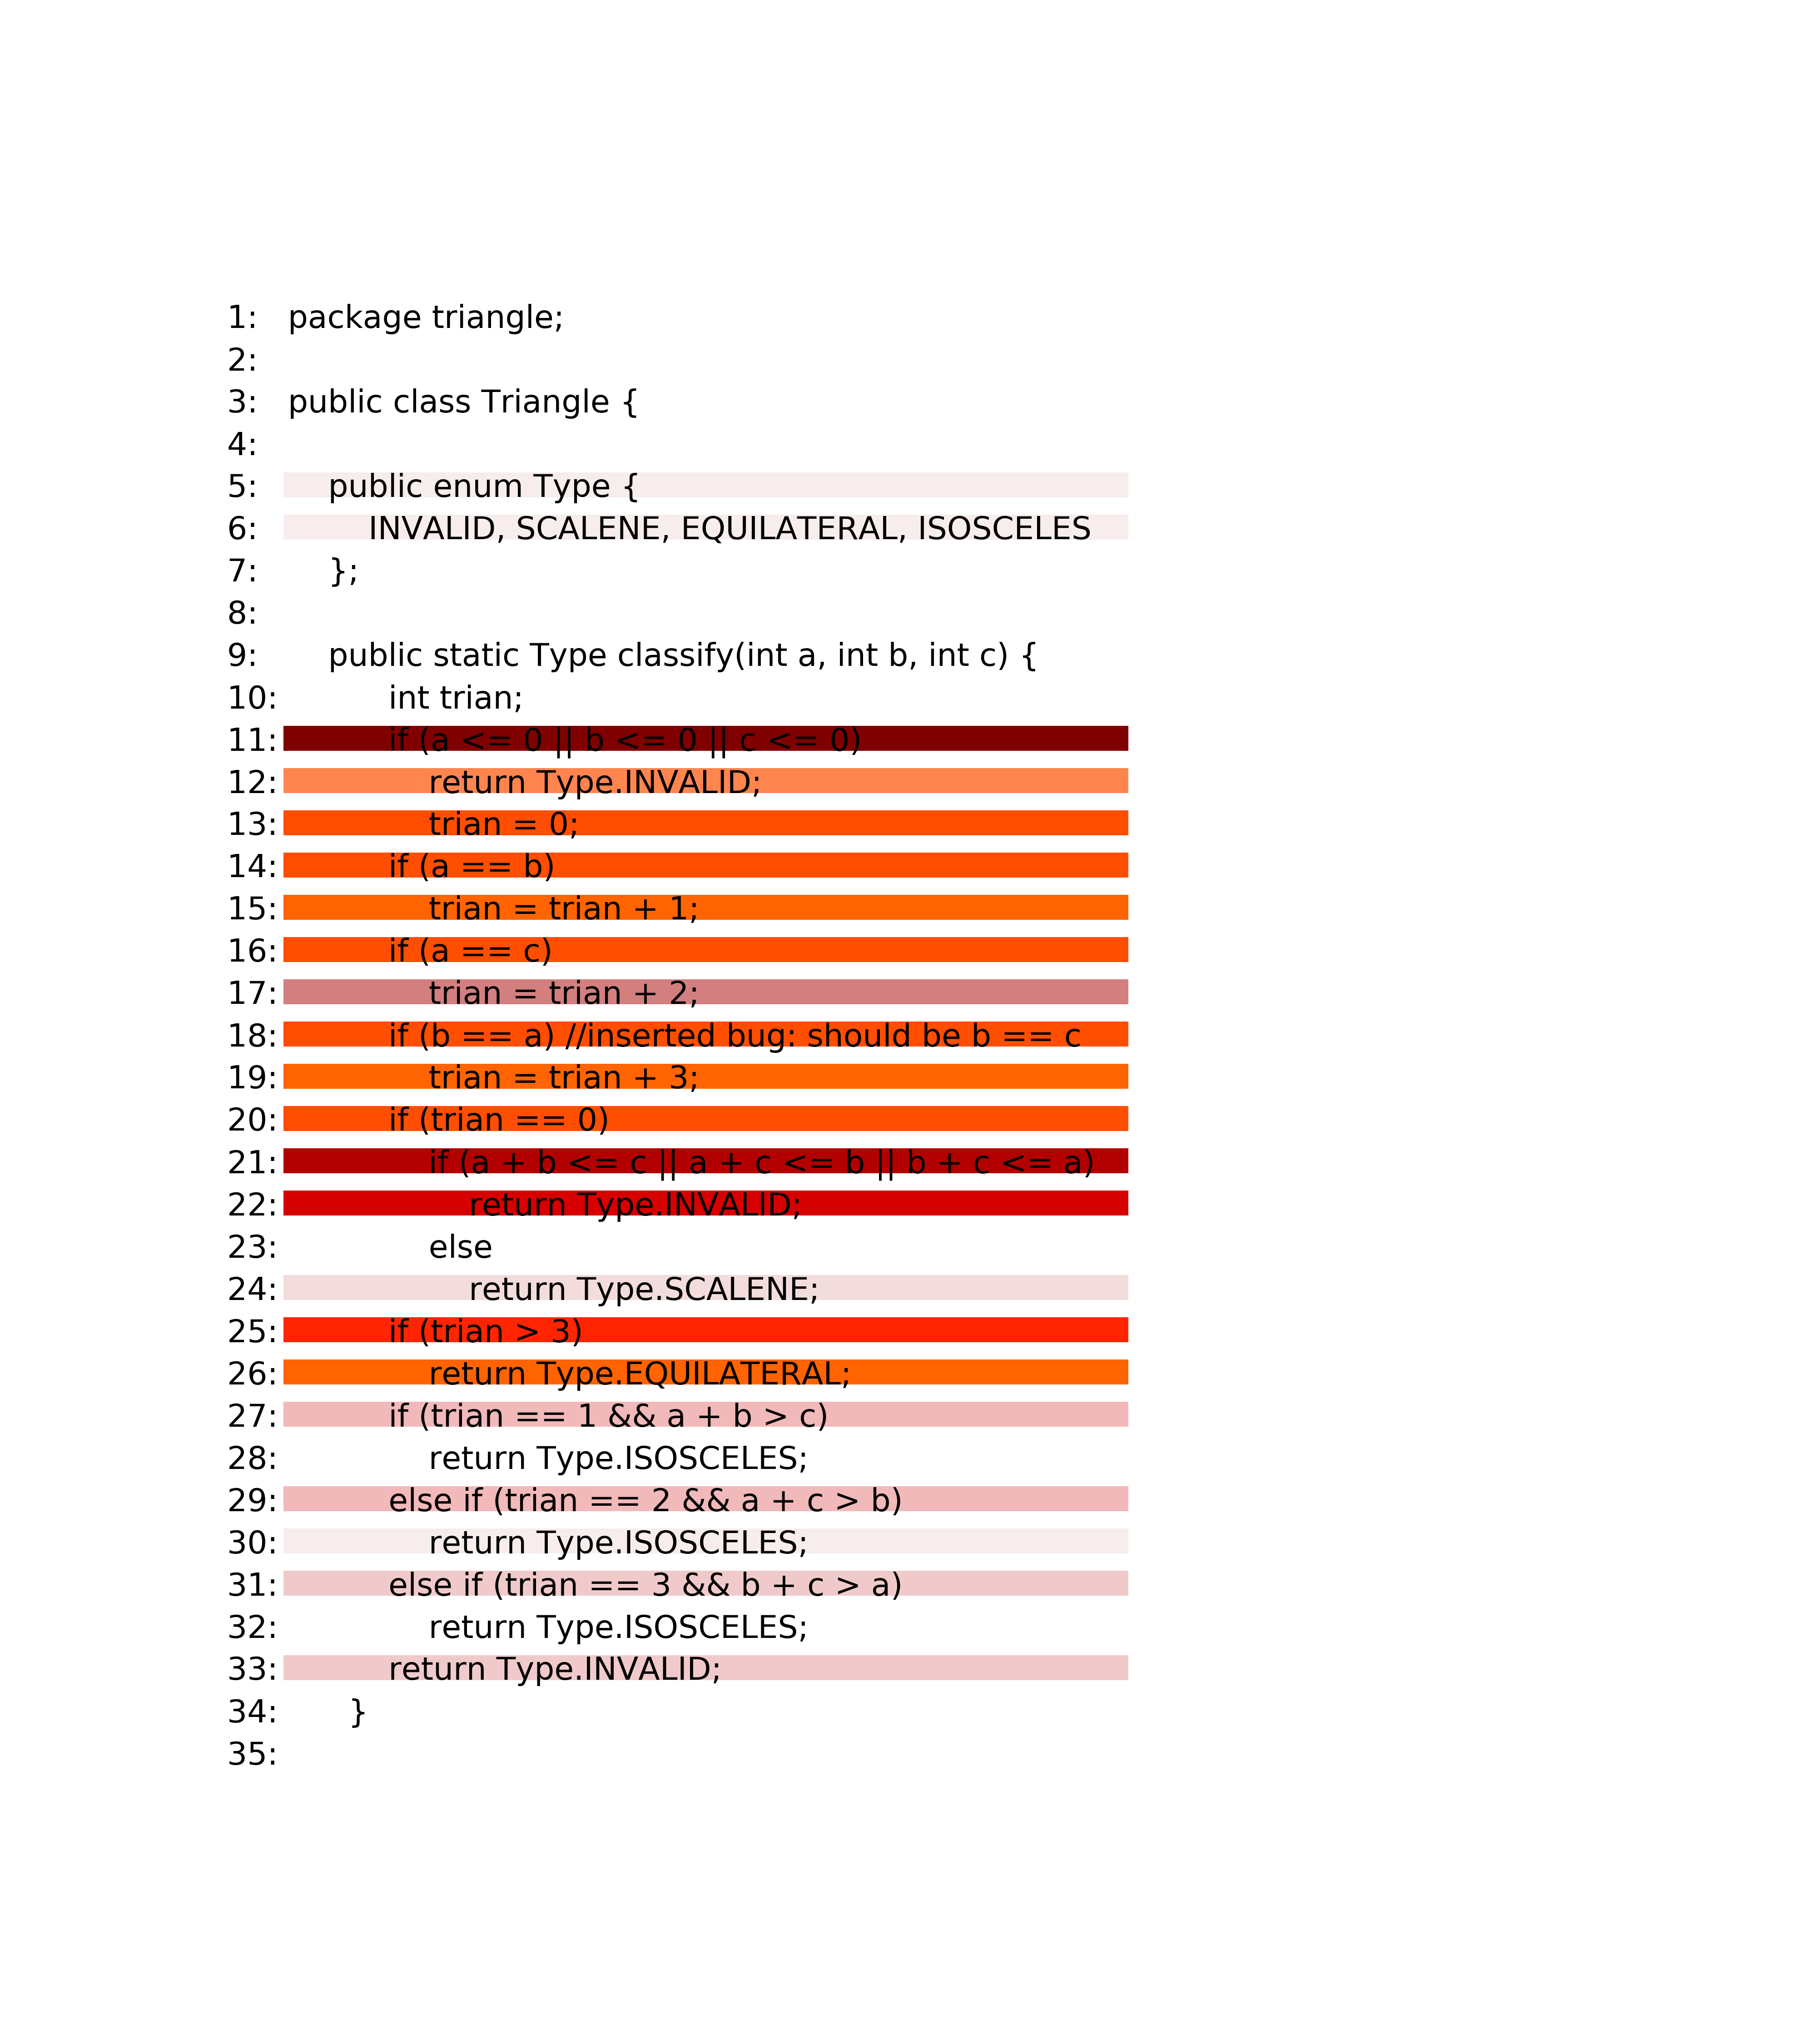 1: package triangle;
2:
3: public class Triangle {
4:
5: public enum Type {
6: INVALID, SCALENE, EQUILATERAL, ISOSCELES
7: };
8:
9: public static Type classify(int a, int b, int c) {
10: int trian;
11: if (a <= 0 || b <= 0 || c <= 0)
12: return Type.INVALID;
13: trian = 0;
14: if (a == b)
15: trian = trian + 1;
16: if (a == c)
17: trian = trian + 2;
18: if (b == a) //inserted bug: should be b == c
19: trian = trian + 3;
20: if (trian == 0)
21: if (a + b <= c || a + c <= b || b + c <= a)
22: return Type.INVALID;
23: else
24: return Type.SCALENE;
25: if (trian > 3)
26: return Type.EQUILATERAL;
27: if (trian == 1 && a + b > c)
28: return Type.ISOSCELES;
29: else if (trian == 2 && a + c > b)
30: return Type.ISOSCELES;
31: else if (trian == 3 && b + c > a)
32: return Type.ISOSCELES;
33: return Type.INVALID;
34: }
35: